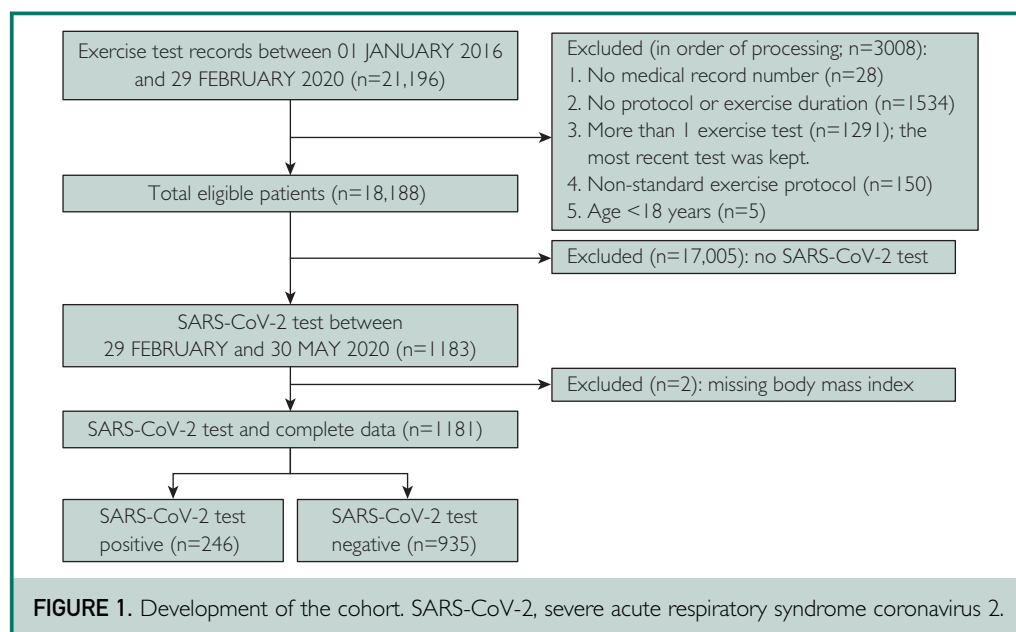 Exercise test records between 01 JANUARY 2016
and 29 FEBRUARY 2020 (n=21,196)
Excluded (in order of processing; n=3008):
1. No medical record number (n=28)
2. No protocol or exercise duration (n=1534)
3. More than 1 exercise test (n=1291); the
most recent test was kept.
4. Non-standard exercise protocol (n=150)
5. Age <18 years (n=5)
Total eligible patients (n=18,188)
Excluded (n=17,005): no SARS-CoV-2 test
SARS-CoV-2 test between
29 FEBRUARY and 30 MAY 2020 (n=1183)
Excluded (n=2): missing body mass index
SARS-CoV-2 test and complete data (n=1181)
SARS-CoV-2 test
positive (n=246)
SARS-CoV-2 test
negative (n=935)
FIGURE 1. Development of the cohort. SARS-CoV-2, severe acute respiratory syndrome coronavirus 2.